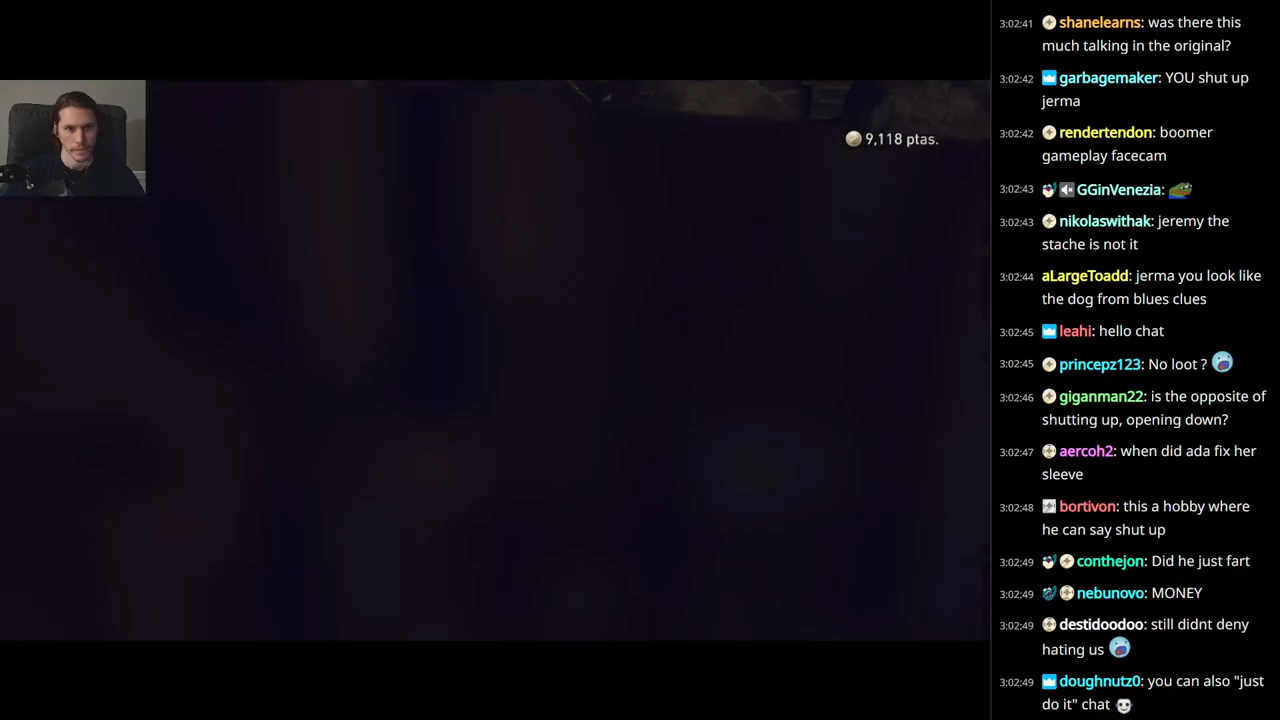 9,118 ptas.
3:02:41 shanelearns: was there this
much talking in the original?
3:02:42 garbagemaker: YOU shut up
jerma
3:02:42 rendertendon: boomer
gameplay facecam
3:02:43 GGinVenezia:
3:02:43 nikolaswithak: jeremy the
stache is not it
3:02:44 aLargeToadd: jerma you look like
the dog from blues clues
3:02:45 leahi: hello chat
3:02:45 princepz123: No loot ?
3:02:46 giganman22: is the opposite of
shutting up, opening down?
3:02:47 aercoh2: when did ada fix her
sleeve
3:02:48 bortivon: this a hobby where
he can say shut up
3:02:49 conthejon: Did he just fart
3:02:49 nebunovo: MONEY
3:02:49 destidoodoo: still didnt deny
hating us
3:02:49 doughnutz0: you can also "just
do it" chat